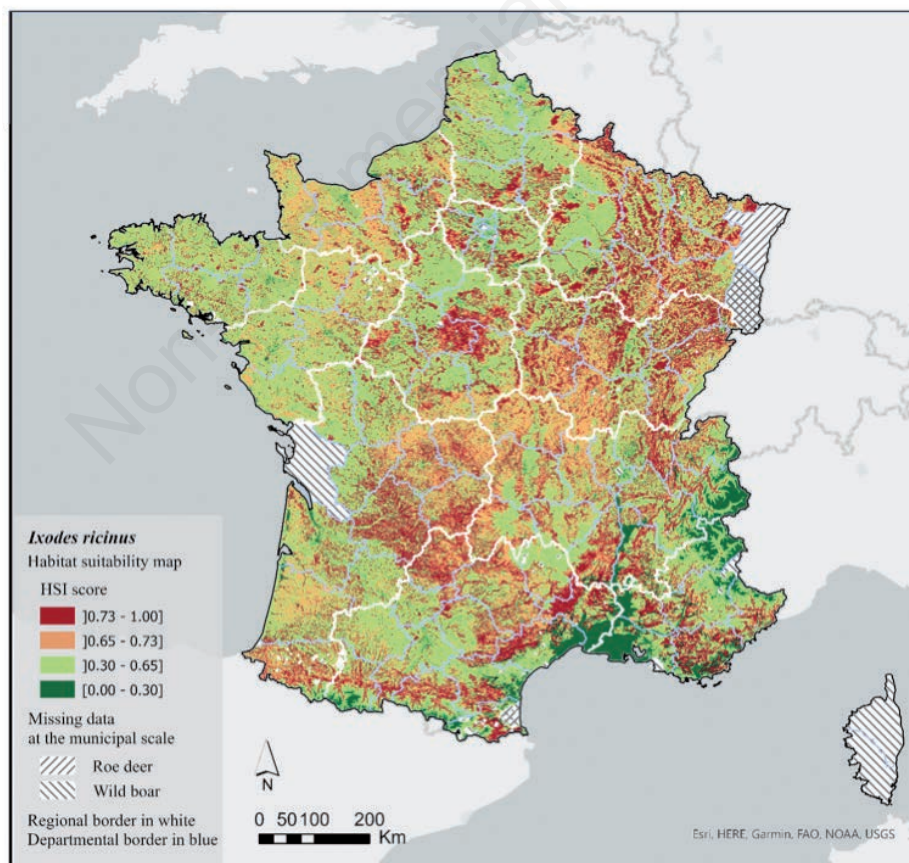 Ixodes ricinus
Habitat suitability map
HSI score
]0.73 - 1.00]
]0.65 - 0.73]
]0.30 - 0.65]
[0.00 - 0.30]
Missing data
at the municipal scale
Roe deer
Wild boar
Regional border in white
Departmental border in blue
N
0 50 100 200
Km
Esri, HERE, Garmin, FAO, NOAA, USGS